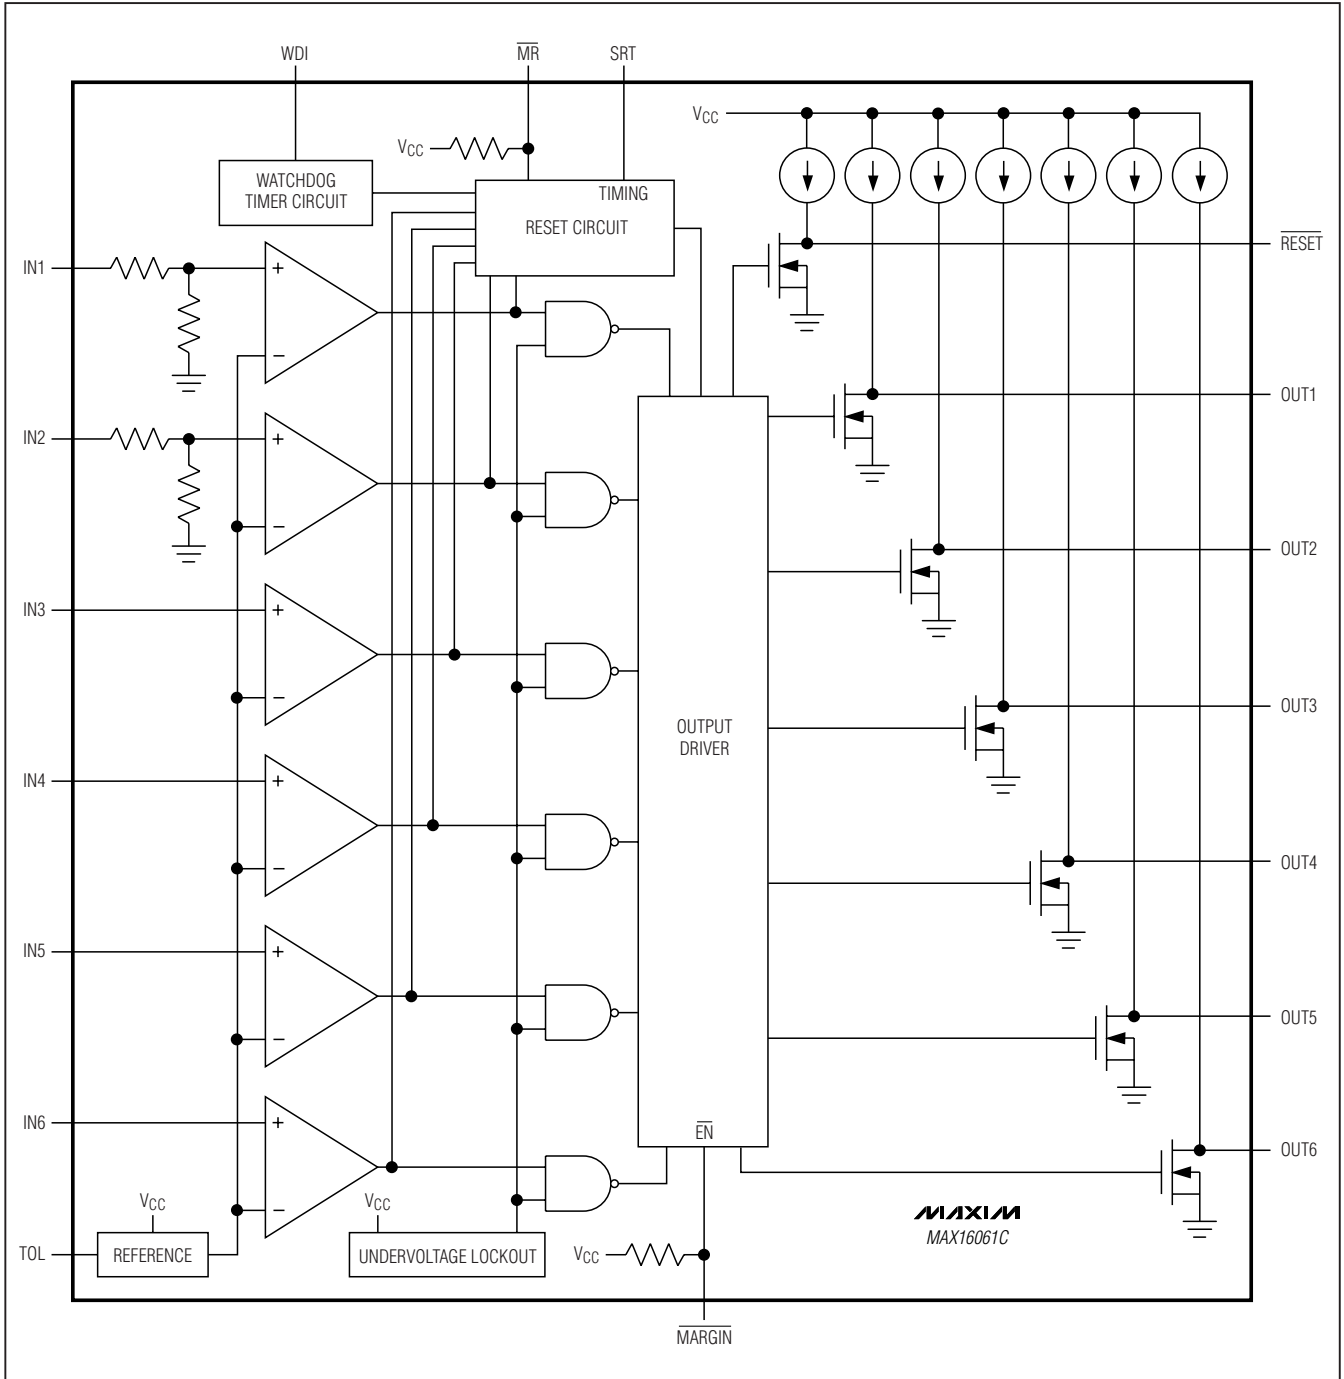 WDI
MR
SRT
VCC
VCC
WATCHDOG
TIMER CIRCUIT
TIMING
RESET CIRCUIT
RESET
IN1
+
−
OUT1
IN2
+
−
OUT2
IN3
+
−
OUT3
OUTPUT
DRIVER
IN4
+
−
OUT4
IN5
+
−
OUT5
IN6
+
−
EN
OUT6
VCC
VCC
MAXIM
MAX16061C
TOL
REFERENCE
UNDERVOLTAGE LOCKOUT
VCC
MARGIN